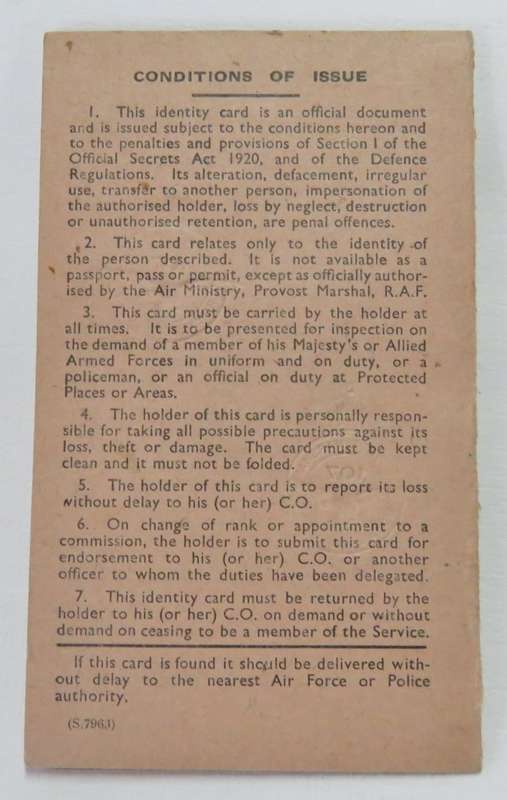 CONDITIONS OF ISSUE
1. This identity card is an official document
and is issued subject to the conditions hereon and
to the penalties and provisions of Section 1 of the
Official Secrets Act 1920, and of the Defence
Regulations. Its alteration, defacement, irregular
use, transfer to another person, impersonation of
the authorised holder, loss by neglect, destruction
or unauthorised retention, are penal offences.
2. This card relates only to the identity of
the person described. It is not available as a
passport, pass or permit, except as officially author-
ised by the Air Ministry, Provost Marshal, R.A.F.
3. This card must be carried by the holder at
all times. It is to be presented for inspection on
the demand of a member of his Majesty's or Allied
Armed Forces in uniform and on duty, or a
policeman, or an official on duty at Protected
Places or Areas.
4. The holder of this card is personally respon-
sible for taking all possible precautions against its
loss, theft or damage. The card must be kept
clean and it must not be folded.
5. The holder of this card is to report its loss
without delay to his (or her) C.O.
6. On change of rank or appointment to a
commission, the holder is to submit this card for
endorsement to his (or her) C.O. or another
officer to whom the duties have been delegated.
7. This identity card must be returned by the
holder to his (or her) C.O. on demand or without
demand on ceasing to be a member of the Service.
If this card is found it should be delivered with-
out delay to the nearest Air Force or Police
authority.
(S.7963)